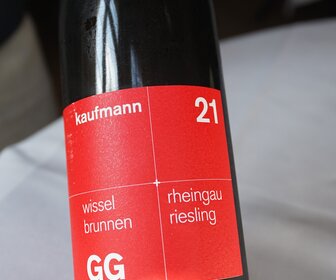 kaufmann
21
wissel
brunnen
rheingau
riesling
GG